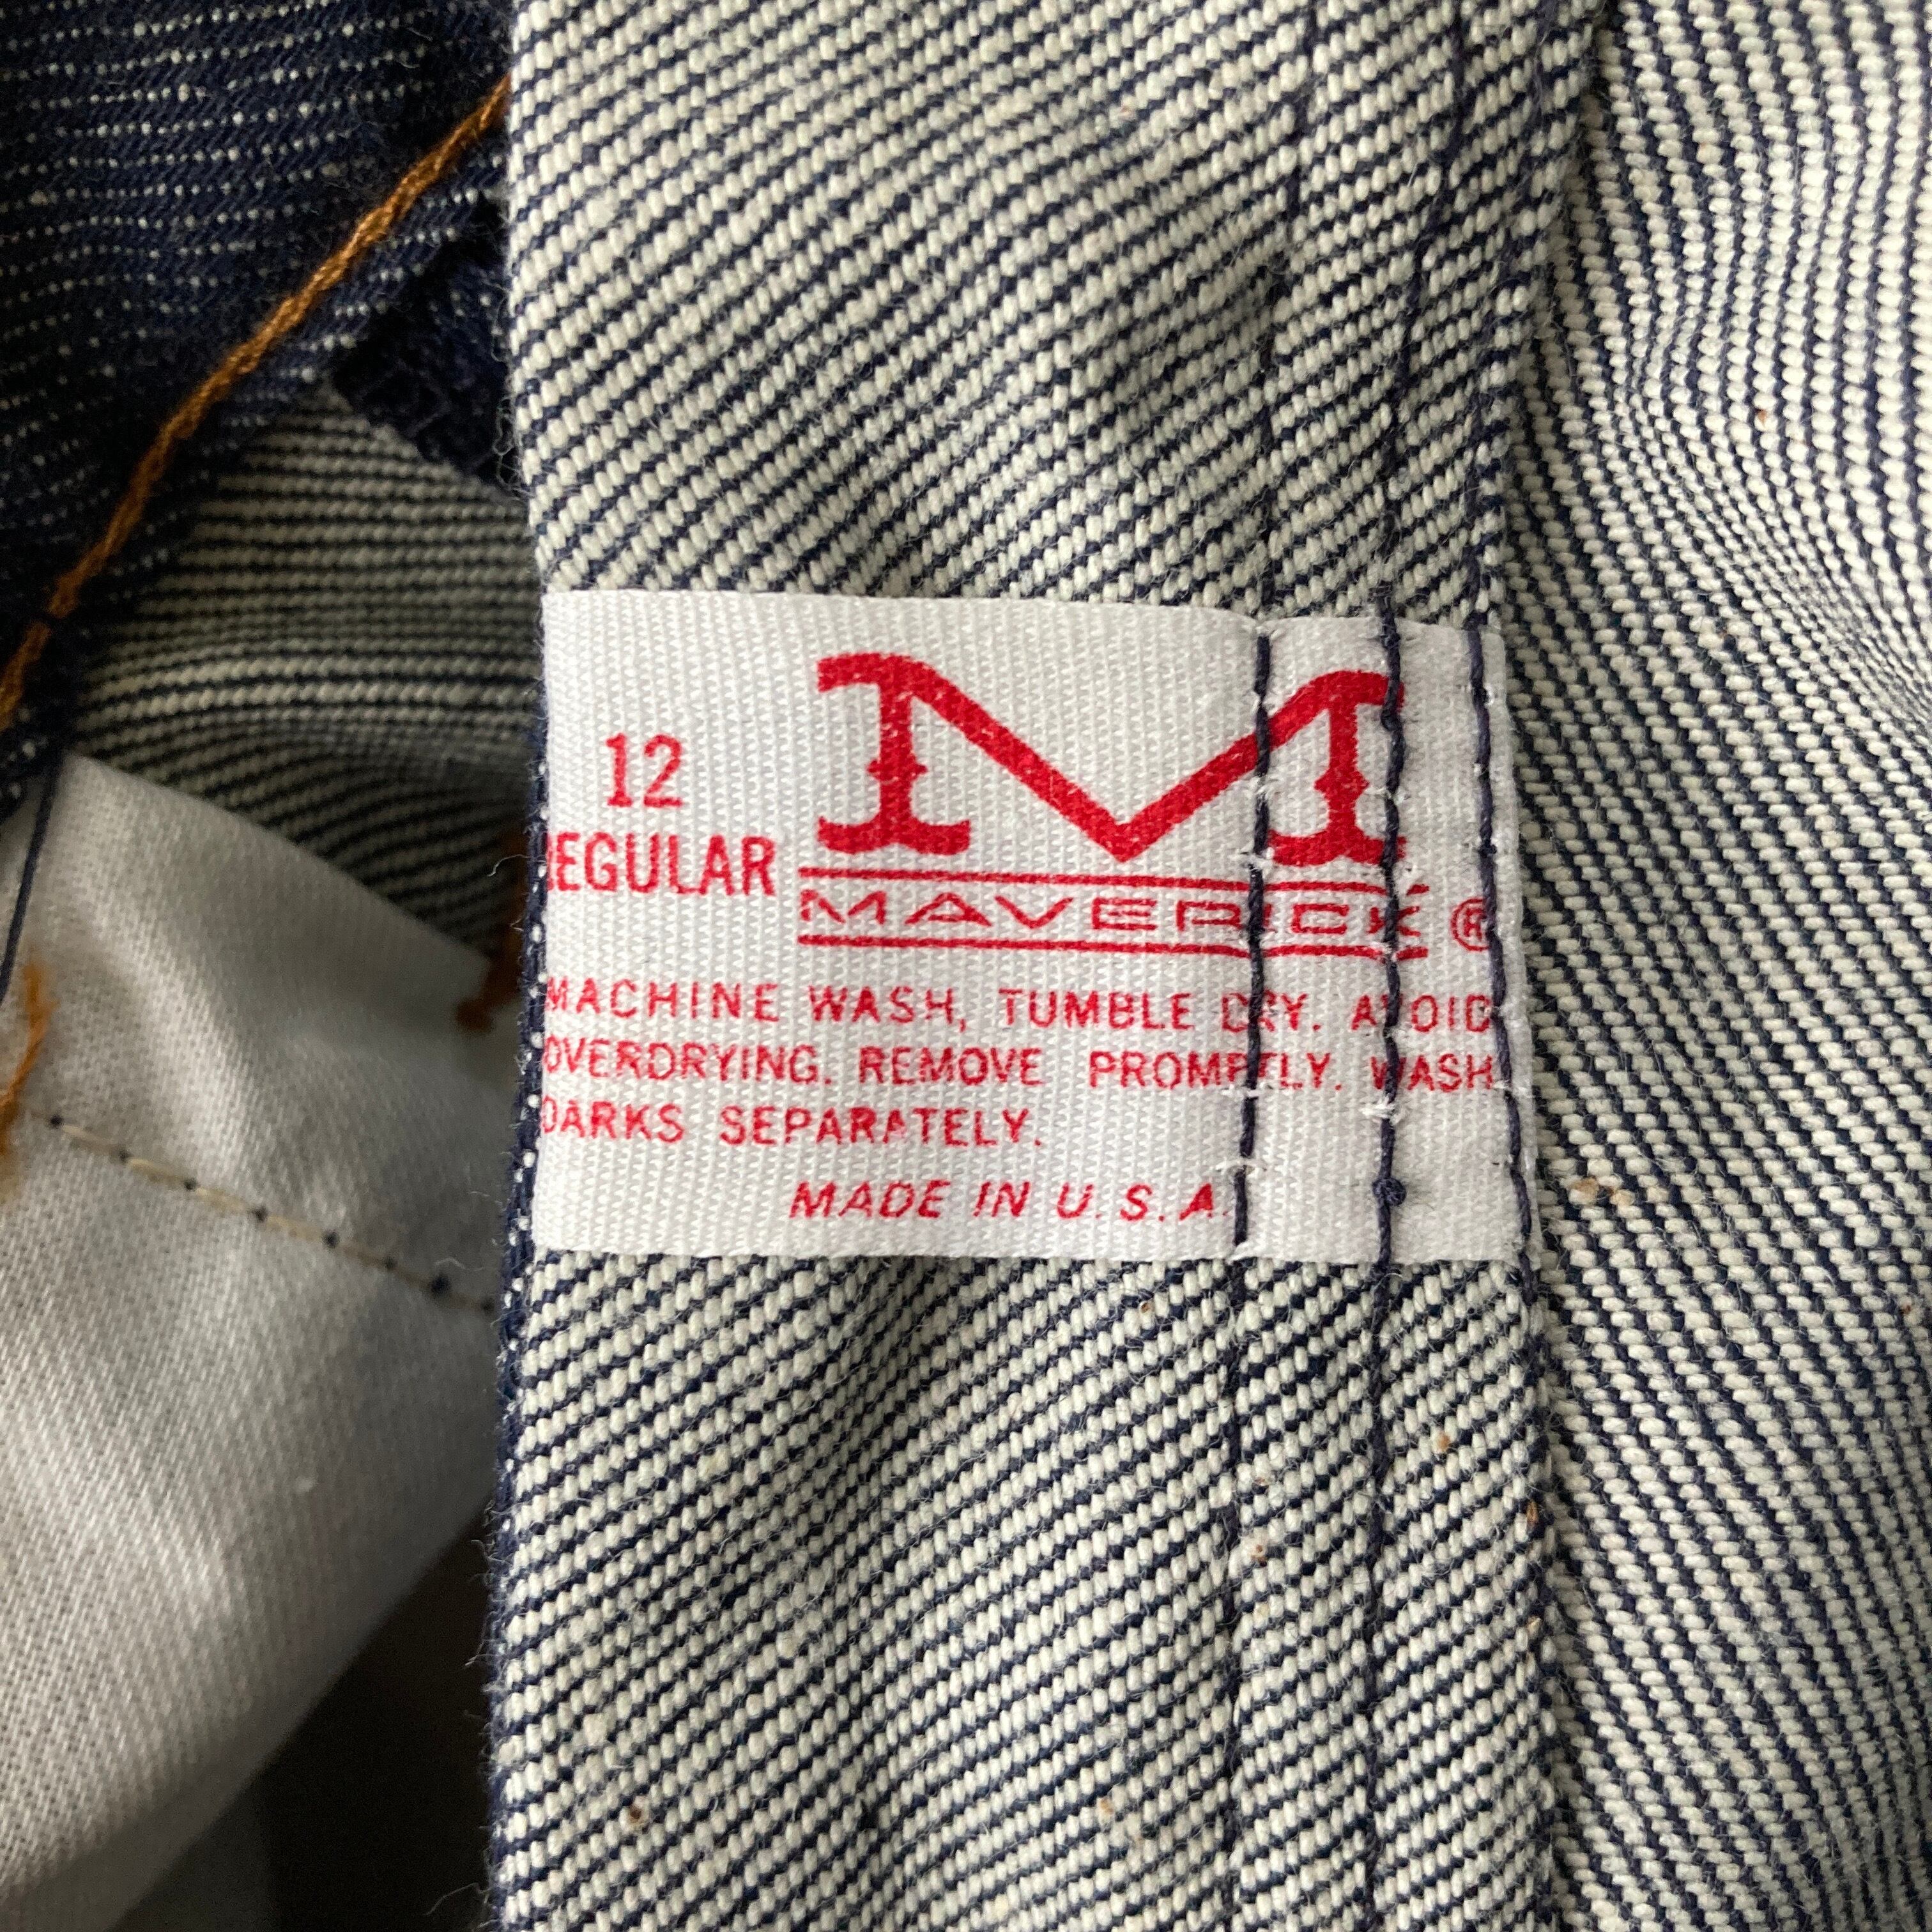 M
12
REGULAR
MAVERICK ®
MACHINE WASH, TUMBLE DRY. AVOID
OVERDRYING. REMOVE PROMPTLY. WASH
DARKS SEPARATELY.
MADE IN U.S.A.